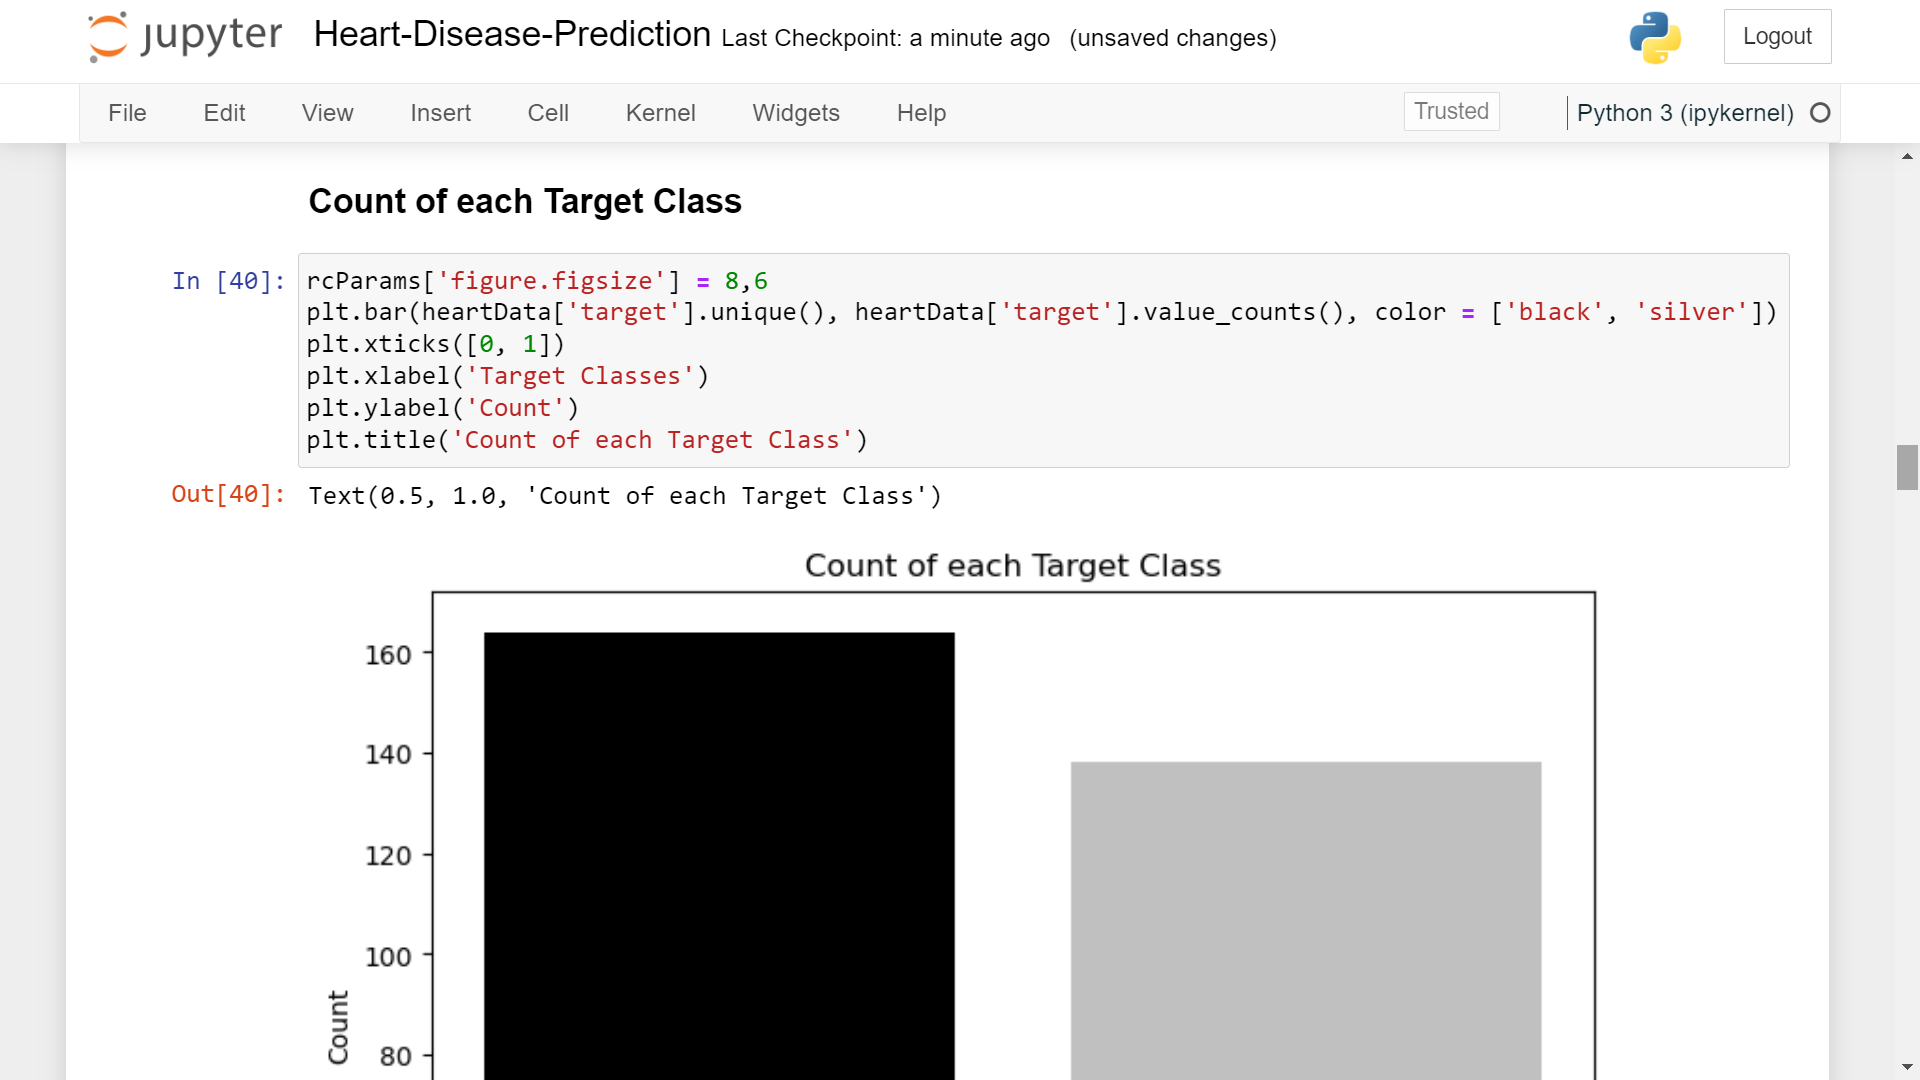 jupyter Heart-Disease-Prediction Last Checkpoint: a minute ago (unsaved changes) Logout
File Edit View Insert Cell Kernel Widgets Help Trusted Python 3 (ipykernel)
Count of each Target Class
In [40]: rcParams['figure.figsize'] = 8,6
plt.bar(heartData['target'].unique(), heartData['target'].value_counts(), color = ['black', 'silver'])
plt.xticks([0, 1])
plt.xlabel('Target Classes')
plt.ylabel('Count')
plt.title('Count of each Target Class')
Out[40]: Text(0.5, 1.0, 'Count of each Target Class')
Count of each Target Class
160
140
120
100
80
Count